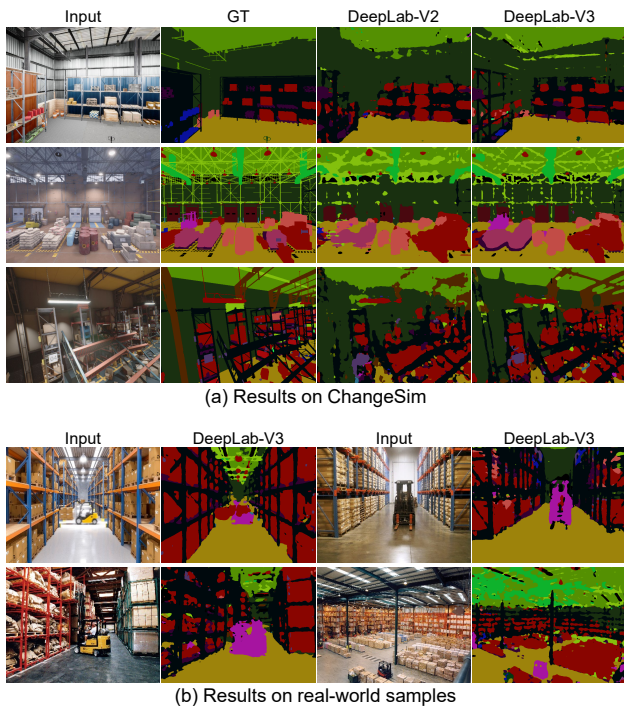 Input GT DeepLab-V2 DeepLab-V3
(a) Results on ChangeSim
Input DeepLab-V3 Input DeepLab-V3
(b) Results on real-world samples